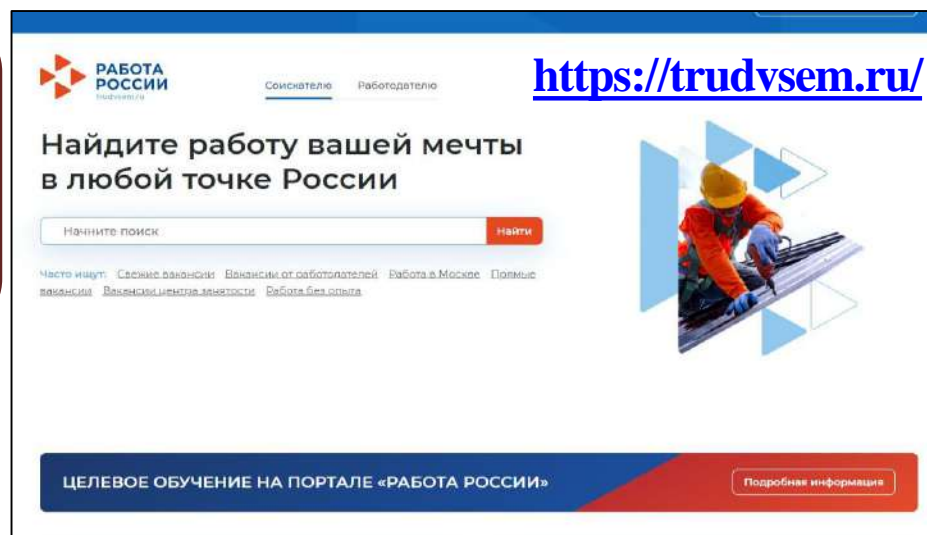 РАБОТА
РОССИИ
trudvsem.ru
Соискателю Работодателю
https://trudvsem.ru/
Найдите работу вашей мечты
в любой точке России
Начните поиск
Найти
Часто ищут: Свежие вакансии Вакансии от работодателей Работа в Москве Прямые
вакансии Вакансии центра занятости Работа без опыта
ЦЕЛЕВОЕ ОБУЧЕНИЕ НА ПОРТАЛЕ «РАБОТА РОССИИ»
Подробная информация